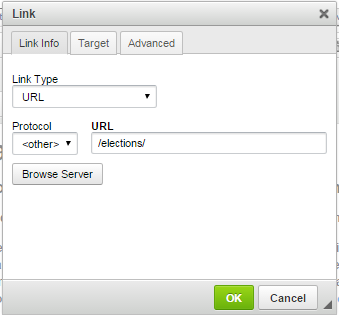 Link
Link Info Target Advanced
Link Type
URL
Protocol URL
<other> /elections/
Browse Server
OK Cancel